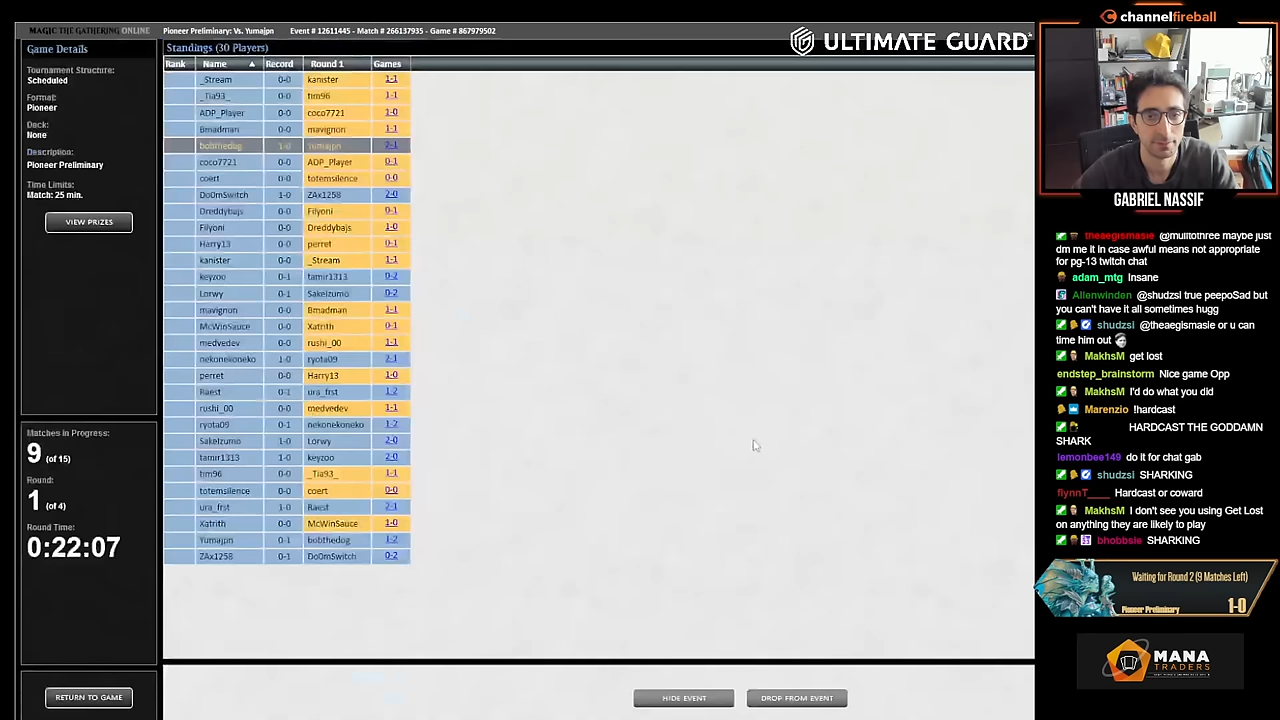 MAGIC THE GATHERING ONLINE Pioneer Preliminary: Vs. Yumajpn Event # 12611445 - Match # 266137935 - Game # 867979502
Game Details
Tournament Structure:
Scheduled
Format:
Pioneer
Deck:
None
Description:
Pioneer Preliminary
Time Limits:
Match: 25 min.
VIEW PRIZES
Matches in Progress:
9 (of 15)
Round:
1 (of 4)
Round Time:
0:22:07
RETURN TO GAME
Standings (30 Players)
Rank Name Record Round 1 Games
_Stream 0-0 kanister 1-1
_Tia93_ 0-0 tim96 1-1
ADP_Player 0-0 coco7721 1-0
Bmadman 0-0 mavignon 1-1
bobthedog 1-0 Yumajpn 2-1
coco7721 0-0 ADP_Player 0-1
coert 0-0 totemsilence 0-0
Do0mSwitch 1-0 ZAx1258 2-0
Dreddybajs 0-0 Filyoni 0-1
Filyoni 0-0 Dreddybajs 1-0
Harry13 0-0 perret 0-1
kanister 0-0 _Stream 1-1
keyzoo 0-1 tamir1313 0-2
Lorwy 0-1 SakeIzumo 0-2
mavignon 0-0 Bmadman 1-1
McWinSauce 0-0 Xatrith 0-1
medvedev 0-0 rushi_00 1-1
nekonekoneko 1-0 ryota09 2-1
perret 0-0 Harry13 1-0
Raest 0-1 ura_frst 1-2
rushi_00 0-0 medvedev 1-1
ryota09 0-1 nekonekoneko 1-2
SakeIzumo 1-0 Lorwy 2-0
tamir1313 1-0 keyzoo 2-0
tim96 0-0 _Tia93_ 1-1
totemsilence 0-0 coert 0-0
ura_frst 1-0 Raest 2-1
Xatrith 0-0 McWinSauce 1-0
Yumajpn 0-1 bobthedog 1-2
ZAx1258 0-1 Do0mSwitch 0-2
HIDE EVENT DROP FROM EVENT
ULTIMATE GUARD
channelfireball
GABRIEL NASSIF
theaegismasie @mulltothree maybe just
dm me it in case awful means not appropriate
for pg-13 twitch chat
adam_mtg Insane
Allenwinden @shudzsl true peepoSad but
you can't have it all sometimes hugg
shudzsl @theaegismasie or u can
time him out
MakhsM get lost
endstep_brainstorm Nice game Opp
MakhsM I'd do what you did
Marenzio !hardcast
HARDCAST THE GODDAMN
SHARK
lemonbee149 do it for chat gab
shudzsl SHARKING
flynnT____ Hardcast or coward
MakhsM I don't see you using Get Lost
on anything they are likely to play
bhobbsie SHARKING
Waiting for Round 2 (9 Matches Left)
Pioneer Preliminary 1-0
MANA
TRADERS